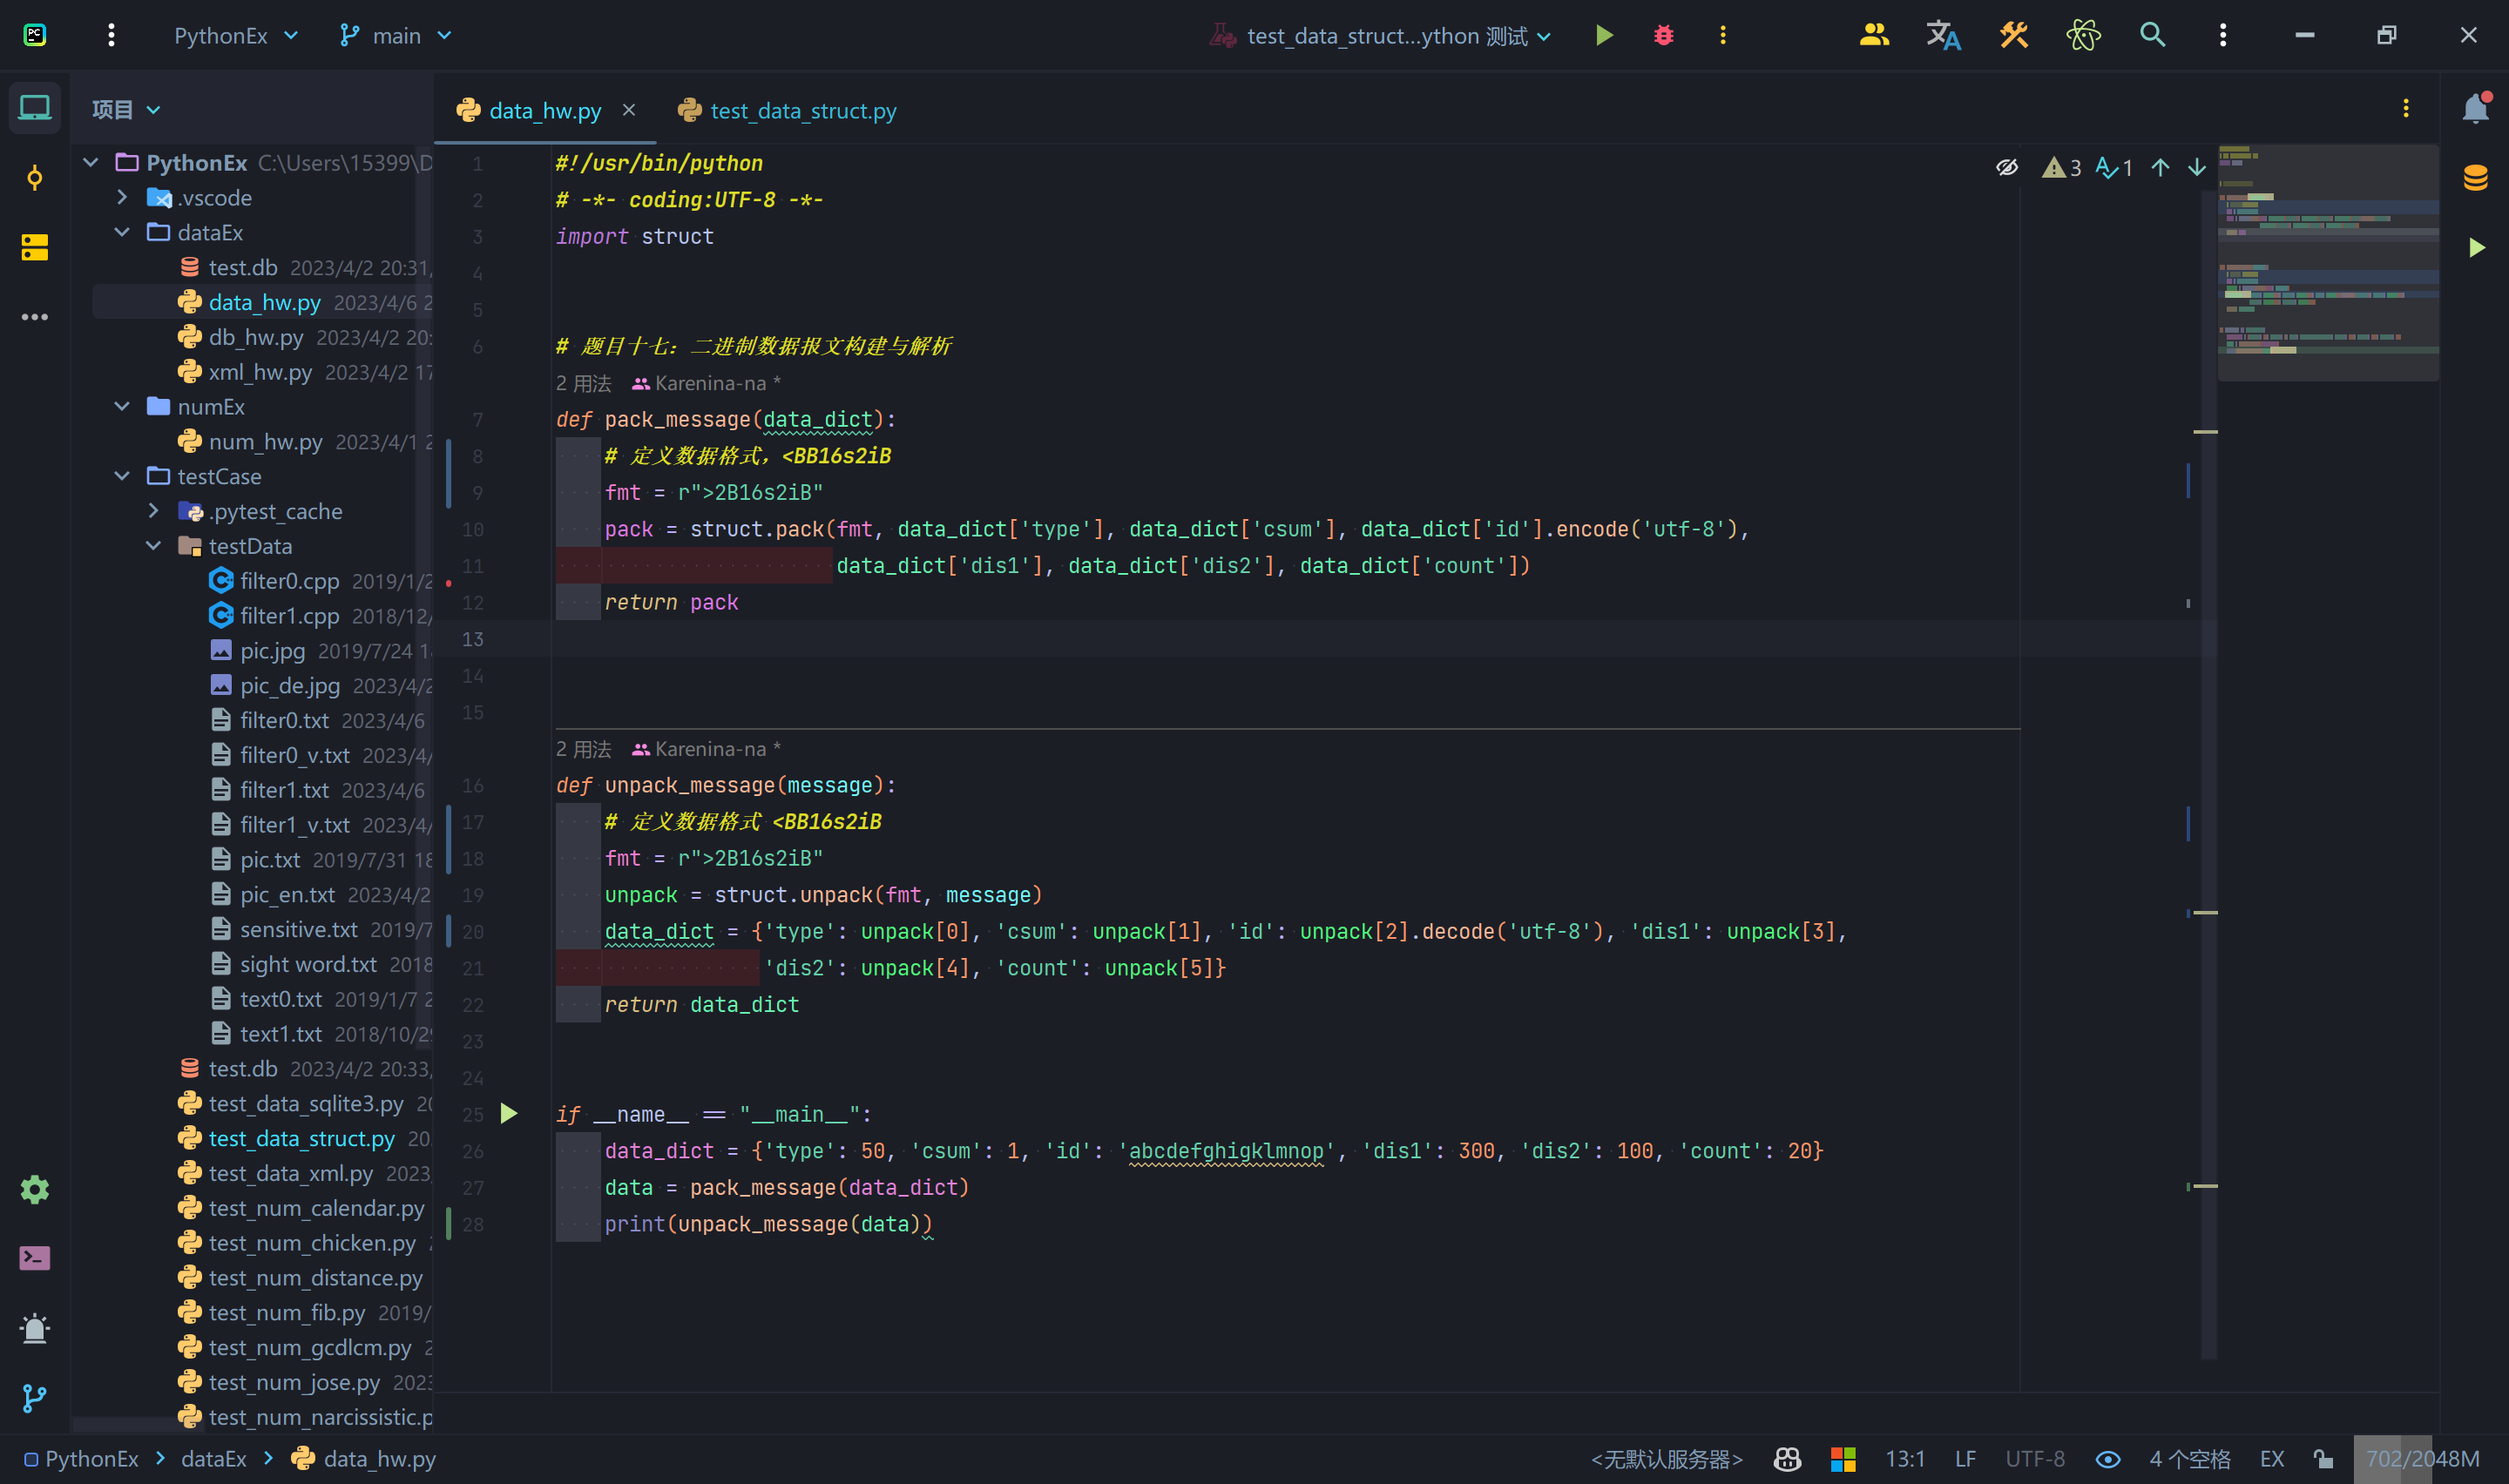 PythonEx
main
test_data_struct...ython 测试
项目
data_hw.py
test_data_struct.py
PythonEx C:\Users\15399\D
.vscode
dataEx
test.db 2023/4/2 20:31,
data_hw.py 2023/4/6 2
db_hw.py 2023/4/2 20:
xml_hw.py 2023/4/2 17
numEx
num_hw.py 2023/4/1 2
testCase
.pytest_cache
testData
filter0.cpp 2019/1/2
filter1.cpp 2018/12/
pic.jpg 2019/7/24 1
pic_de.jpg 2023/4/2
filter0.txt 2023/4/6
filter0_v.txt 2023/4/
filter1.txt 2023/4/6
filter1_v.txt 2023/4/
pic.txt 2019/7/31 18
pic_en.txt 2023/4/2
sensitive.txt 2019/7
sight word.txt 2018
text0.txt 2019/1/7 2
text1.txt 2018/10/29
test.db 2023/4/2 20:33,
test_data_sqlite3.py 20
test_data_struct.py 20
test_data_xml.py 2023
test_num_calendar.py
test_num_chicken.py
test_num_distance.py
test_num_fib.py 2019/
test_num_gcdlcm.py 2
test_num_jose.py 2023
test_num_narcissistic.p
1 #!/usr/bin/python
2 # -*- coding:UTF-8 -*-
3 import struct
4
5
6 # 题目十七：二进制数据报文构建与解析
2 用法 Karenina-na *
7 def pack_message(data_dict):
8 # 定义数据格式，<BB16s2iB
9 fmt = r">2B16s2iB"
10 pack = struct.pack(fmt, data_dict['type'], data_dict['csum'], data_dict['id'].encode('utf-8'),
11 data_dict['dis1'], data_dict['dis2'], data_dict['count'])
12 return pack
13
14
15
2 用法 Karenina-na *
16 def unpack_message(message):
17 # 定义数据格式 <BB16s2iB
18 fmt = r">2B16s2iB"
19 unpack = struct.unpack(fmt, message)
20 data_dict = {'type': unpack[0], 'csum': unpack[1], 'id': unpack[2].decode('utf-8'), 'dis1': unpack[3],
21 'dis2': unpack[4], 'count': unpack[5]}
22 return data_dict
23
24
25 if __name__ == "__main__":
26 data_dict = {'type': 50, 'csum': 1, 'id': 'abcdefghigklmnop', 'dis1': 300, 'dis2': 100, 'count': 20}
27 data = pack_message(data_dict)
28 print(unpack_message(data))
3 1
PythonEx > dataEx > data_hw.py
<无默认服务器> 13:1 LF UTF-8 4 个空格 EX 702/2048M